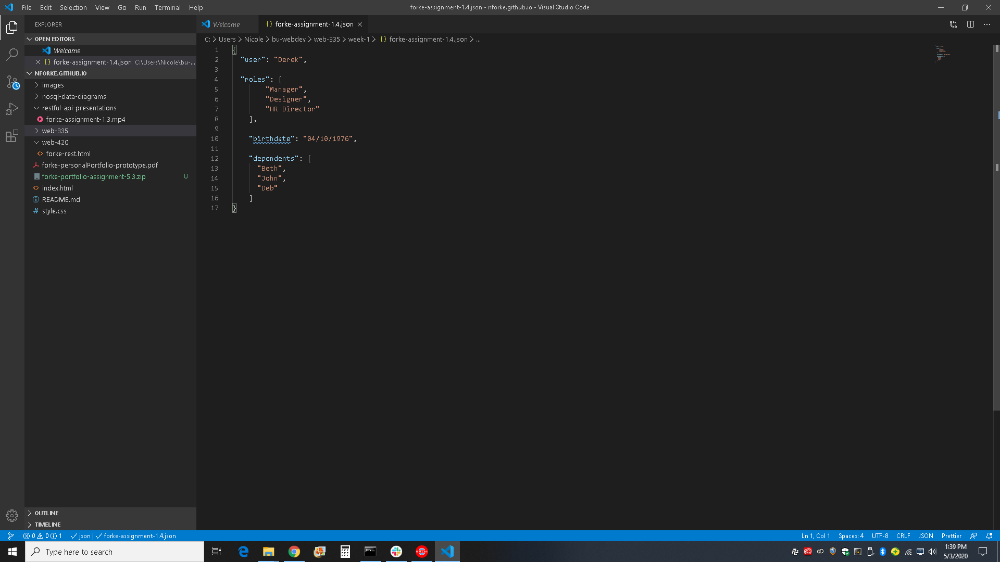 File Edit Selection View Go Run Terminal Help
forke-assignment-1.4.json - nforke.github.io - Visual Studio Code
EXPLORER
OPEN EDITORS
Welcome
forke-assignment-1.4.json C:\Users\Nicole\bu-...
NFORKE.GITHUB.IO
images
nosql-data-diagrams
restful-api-presentations
forke-assignment-1.3.mp4
web-335
web-420
forke-rest.html
forke-personalPortfolio-prototype.pdf
forke-portfolio-assignment-5.3.zip U
index.html
README.md
style.css
OUTLINE
TIMELINE
Welcome
{} forke-assignment-1.4.json
C: > Users > Nicole > bu-webdev > web-335 > week-1 > {} forke-assignment-1.4.json > ...
1 {
2 "user": "Derek",
3
4 "roles": [
5 "Manager",
6 "Designer",
7 "HR Director"
8 ],
9
10 "birthdate": "04/10/1976",
11
12 "dependents": [
13 "Beth",
14 "John",
15 "Deb"
16 ]
17 }
0 0 1 json | forke-assignment-1.4.json
Ln 1, Col 1 Spaces: 4 UTF-8 CRLF JSON Prettier
Type here to search
1:39 PM
5/3/2020